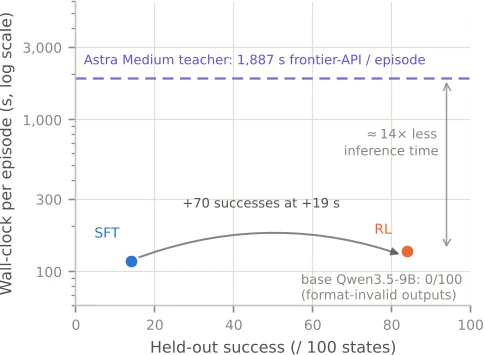 Wall-clock per episode (s, log scale)
3,000
1,000
300
100
Astra Medium teacher: 1,887 s frontier-API / episode
≈ 14× less
inference time
+70 successes at +19 s
SFT
RL
base Qwen3.5-9B: 0/100
(format-invalid outputs)
0
20
40
60
80
100
Held-out success (/ 100 states)